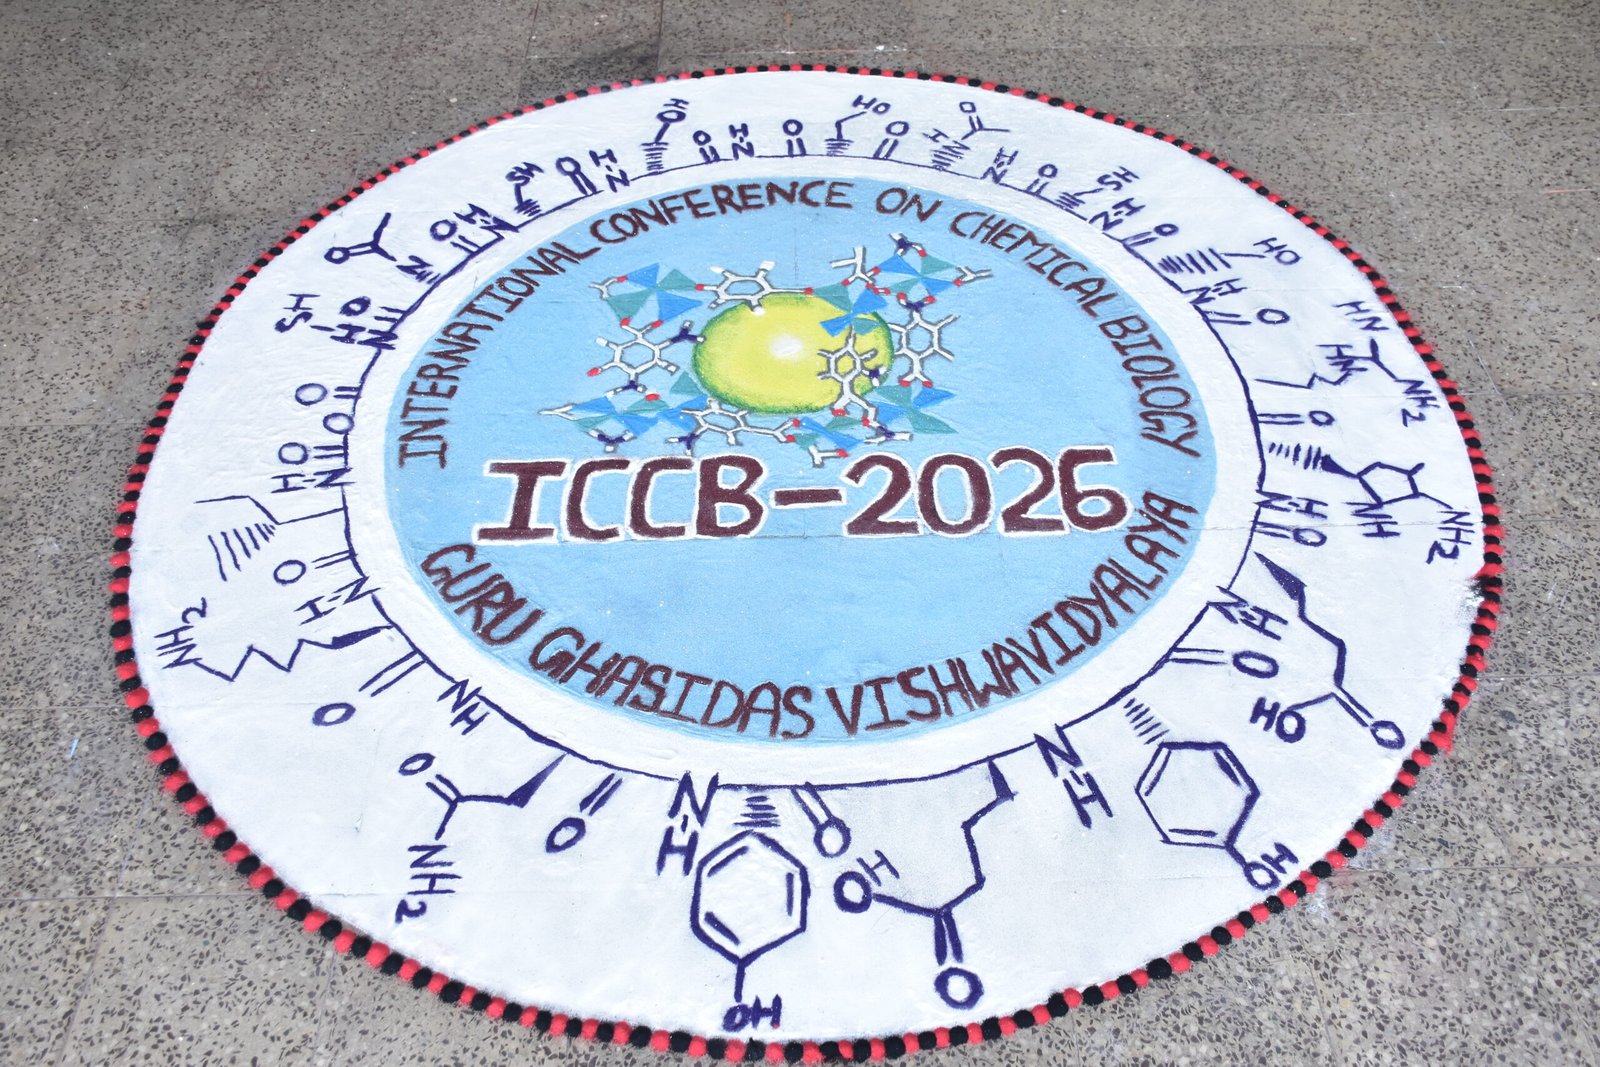 INTERNATIONAL CONFERENCE ON CHEMICAL BIOLOGY
ICCB-2026
GURU GHASIDAS VISHWAVIDYALAYA